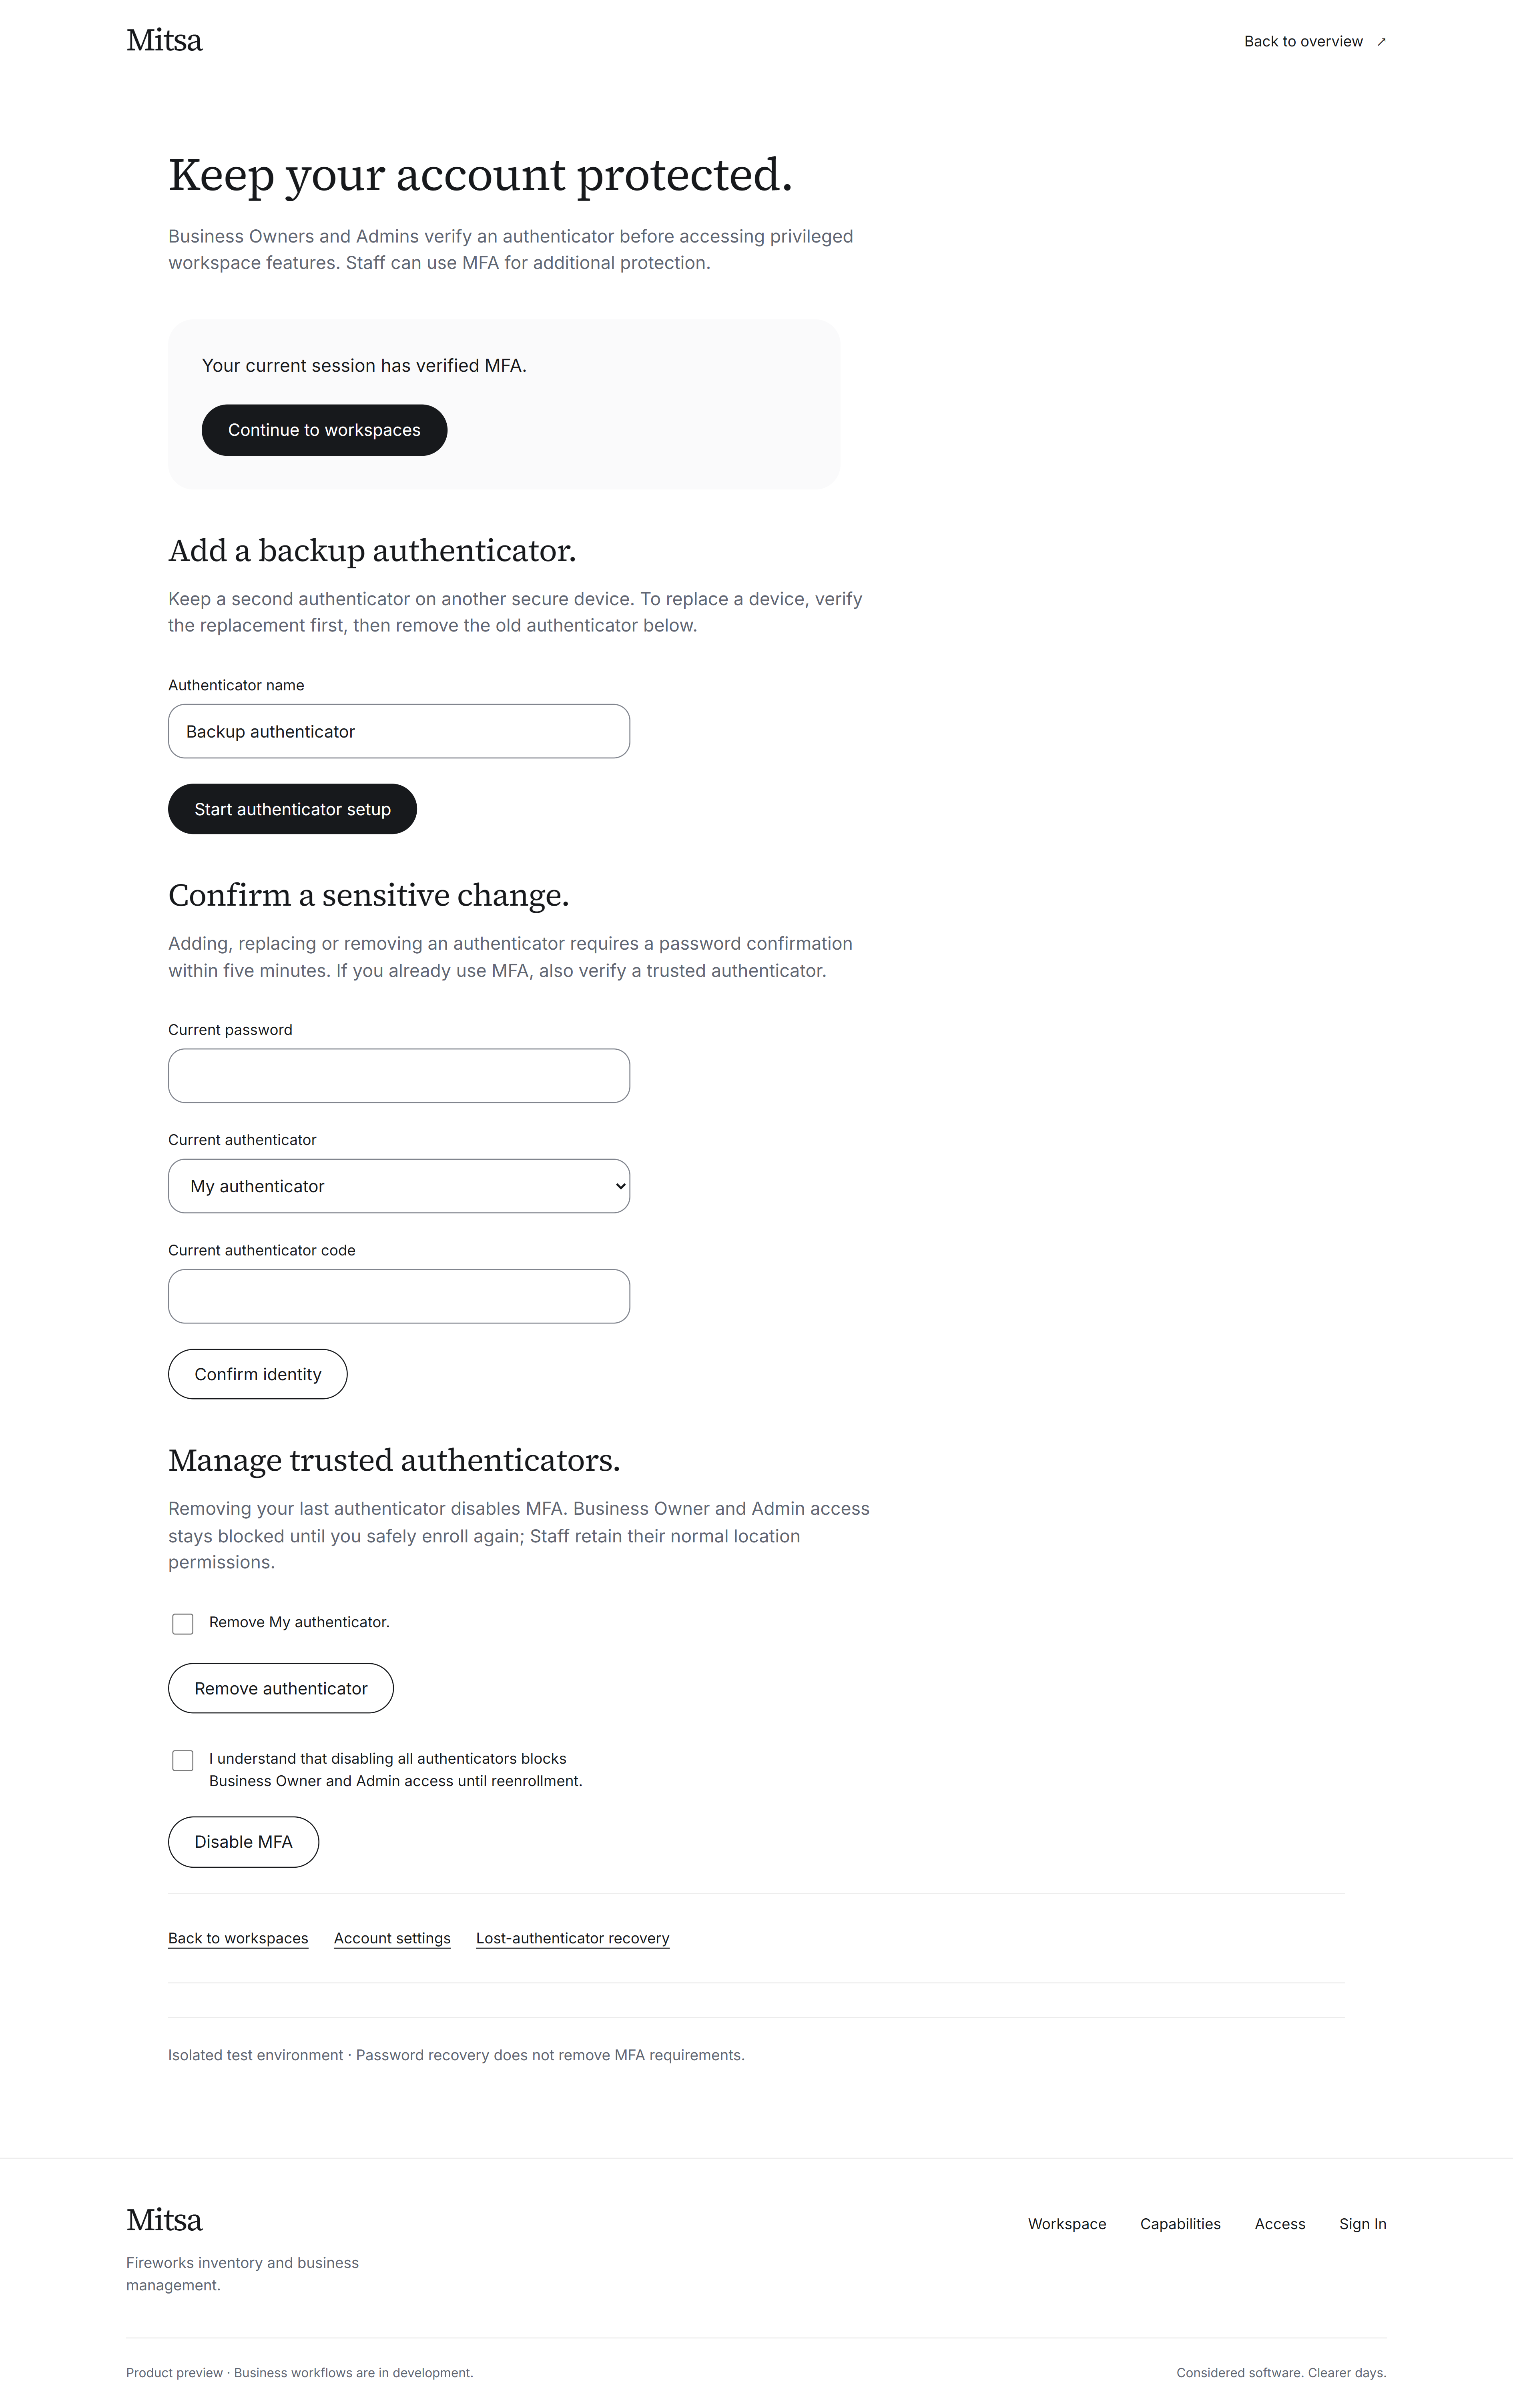 Mitsa
Back to overview ↗
Keep your account protected.
Business Owners and Admins verify an authenticator before accessing privileged
workspace features. Staff can use MFA for additional protection.
Your current session has verified MFA.
Continue to workspaces
Add a backup authenticator.
Keep a second authenticator on another secure device. To replace a device, verify
the replacement first, then remove the old authenticator below.
Authenticator name
Backup authenticator
Start authenticator setup
Confirm a sensitive change.
Adding, replacing or removing an authenticator requires a password confirmation
within five minutes. If you already use MFA, also verify a trusted authenticator.
Current password
Current authenticator
My authenticator
Current authenticator code
Confirm identity
Manage trusted authenticators.
Removing your last authenticator disables MFA. Business Owner and Admin access
stays blocked until you safely enroll again; Staff retain their normal location
permissions.
Remove My authenticator.
Remove authenticator
I understand that disabling all authenticators blocks
Business Owner and Admin access until reenrollment.
Disable MFA
Back to workspaces Account settings Lost-authenticator recovery
Isolated test environment · Password recovery does not remove MFA requirements.
Mitsa
Workspace Capabilities Access Sign In
Fireworks inventory and business
management.
Product preview · Business workflows are in development.
Considered software. Clearer days.